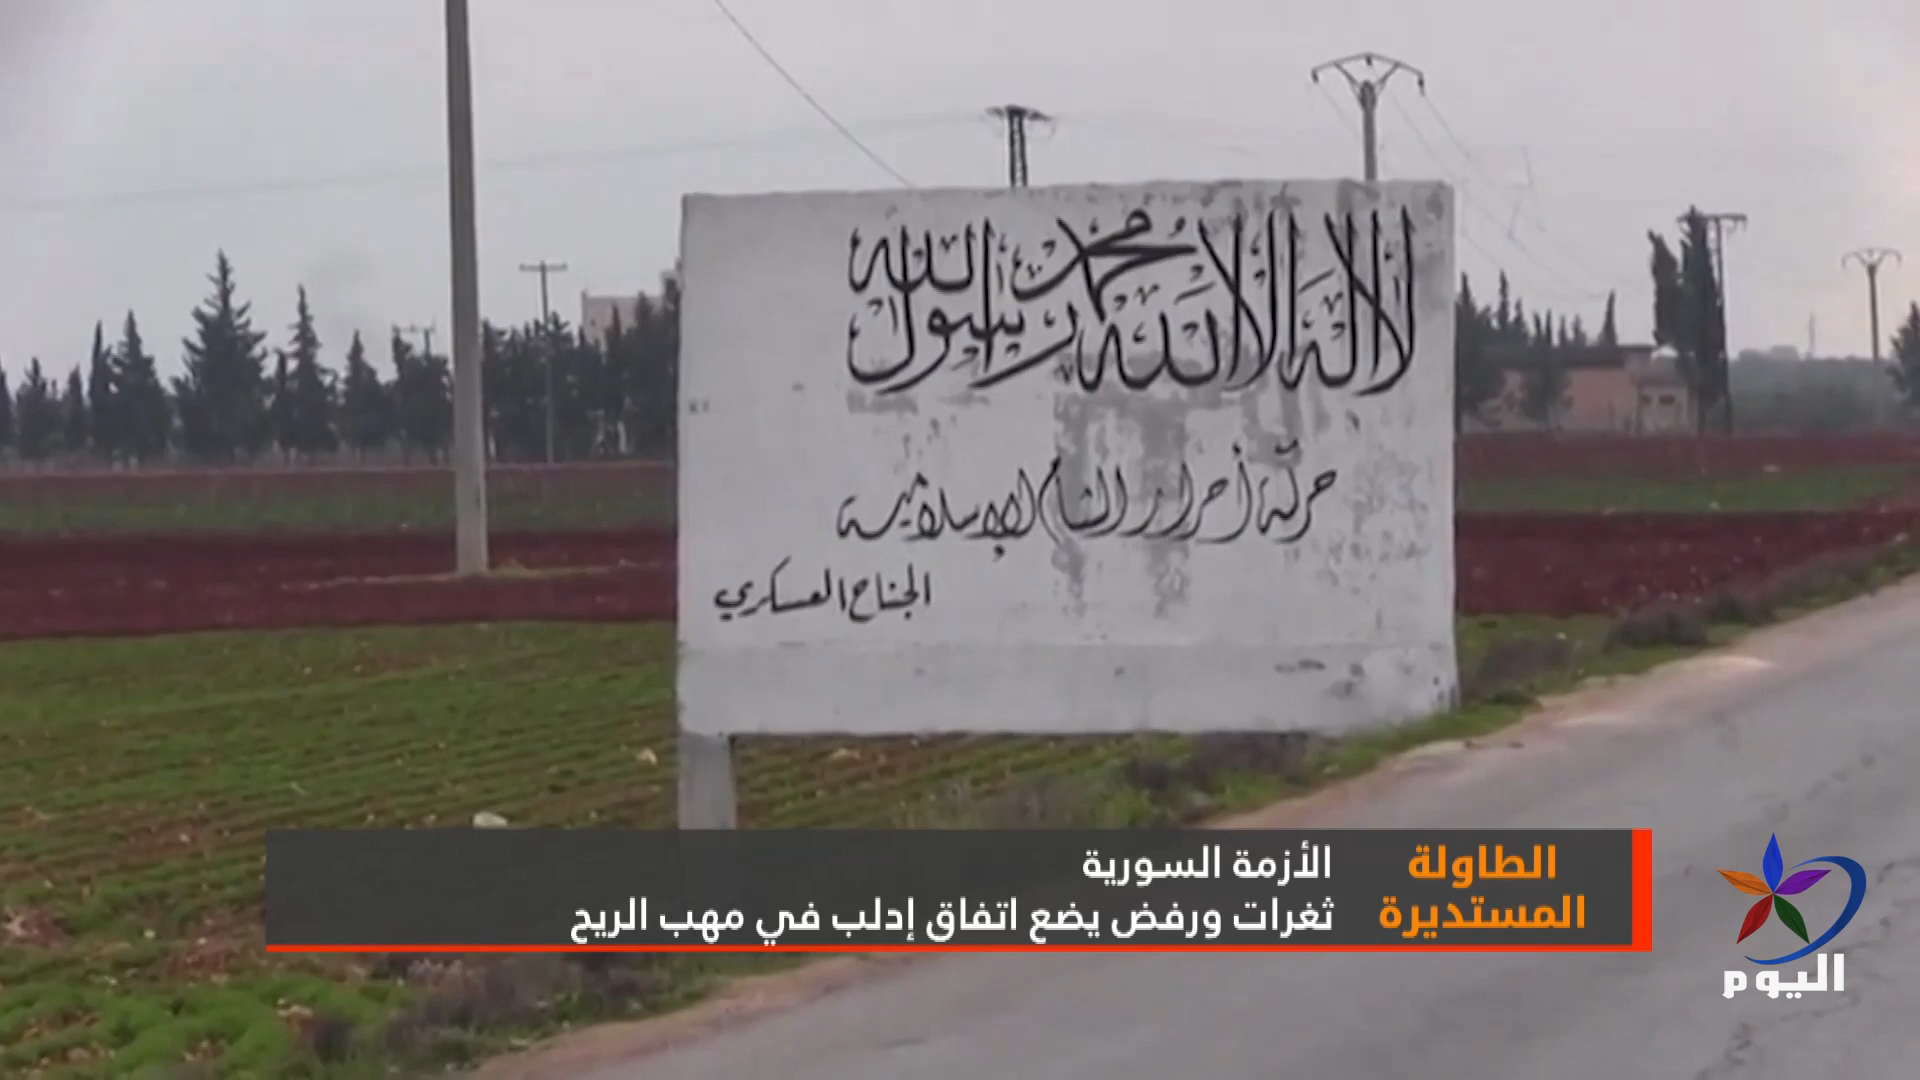 لا اله الا الله محمد رسول الله
حركة أحرار الشام الإسلامية
الجناح العسكري
الطاولة المستديرة
الأزمة السورية
ثغرات ورفض يضع اتفاق إدلب في مهب الريح
اليوم